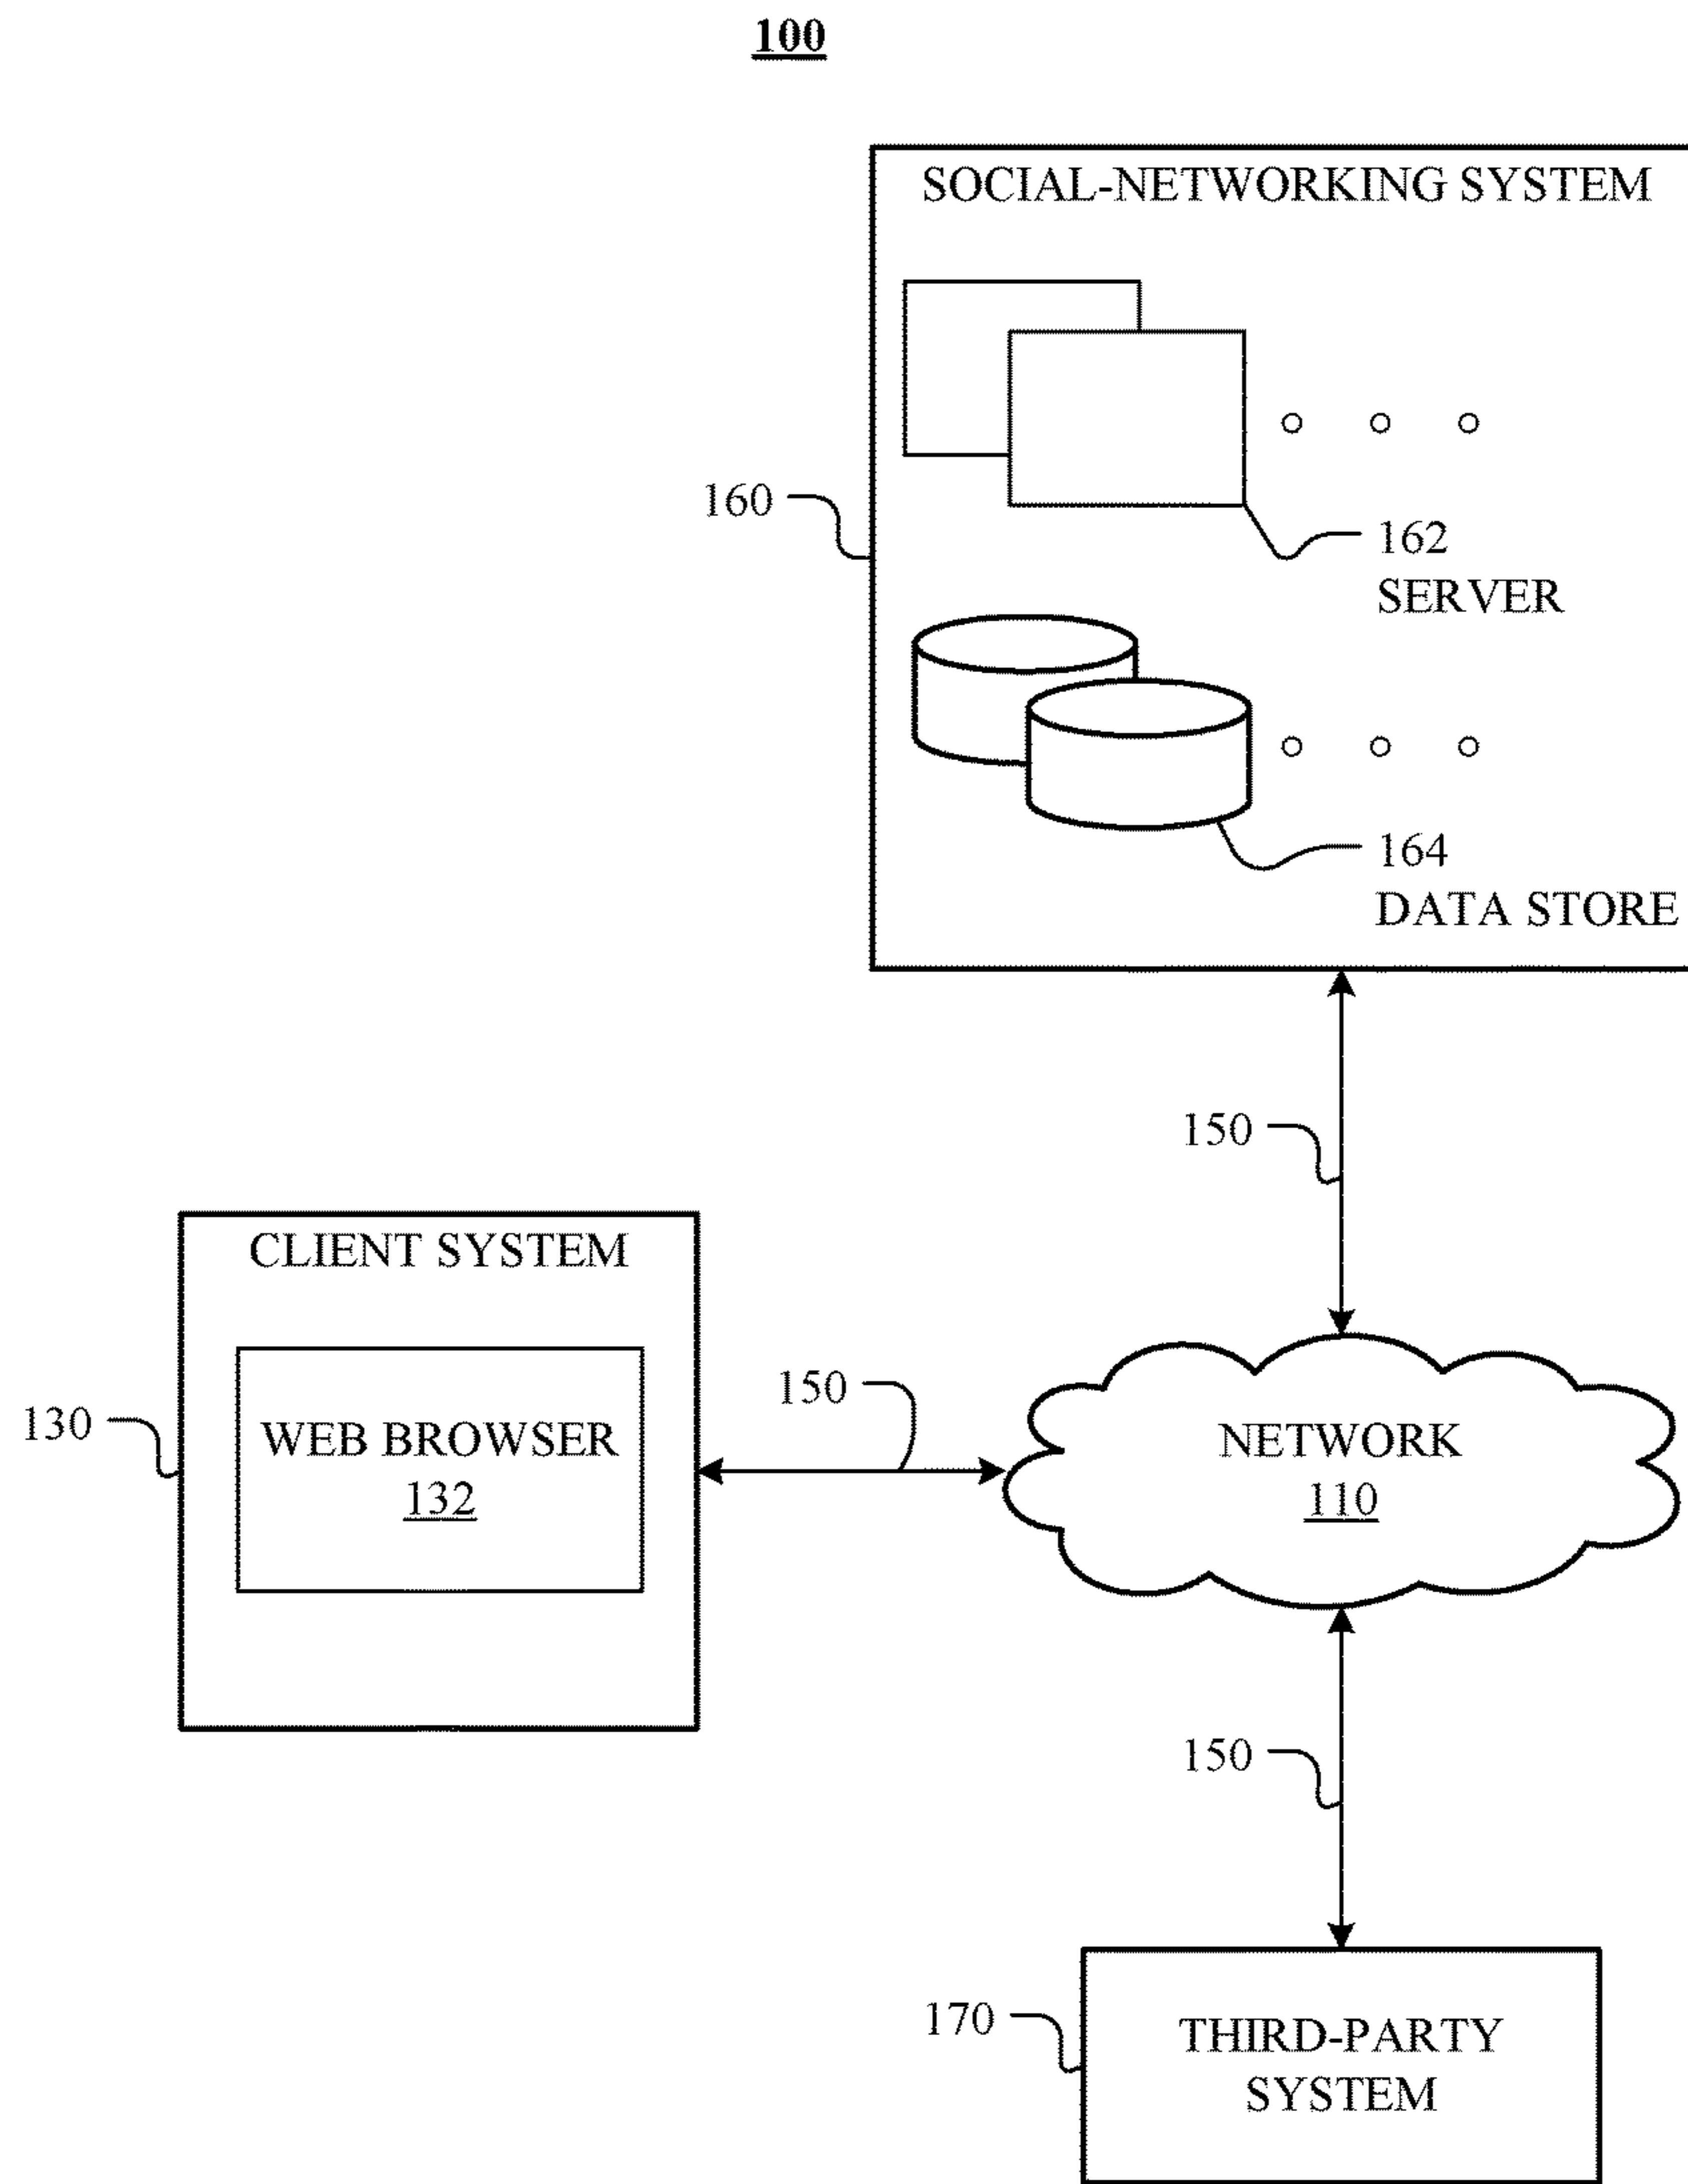 100
SOCIAL-NETWORKING SYSTEM
160
162
SERVER
164
DATA STORE
150
CLIENT SYSTEM
130
WEB BROWSER
132
150
NETWORK
110
150
170
THIRD-PARTY
SYSTEM